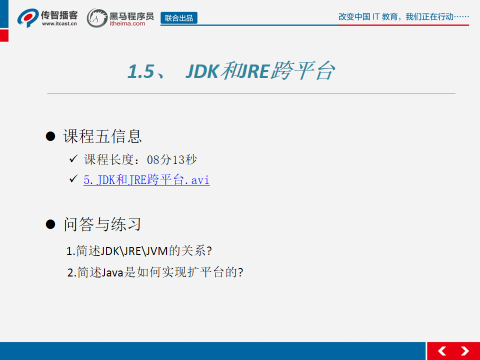 传智播客
www.itcast.cn
黑马程序员
itheima.com
联合出品
改变中国 IT 教育，我们正在行动……
1.5、 JDK和JRE跨平台
课程五信息
课程长度：08分13秒
5.JDK和JRE跨平台.avi
问答与练习
1.简述JDK\JRE\JVM的关系?
2.简述Java是如何实现扩平台的?